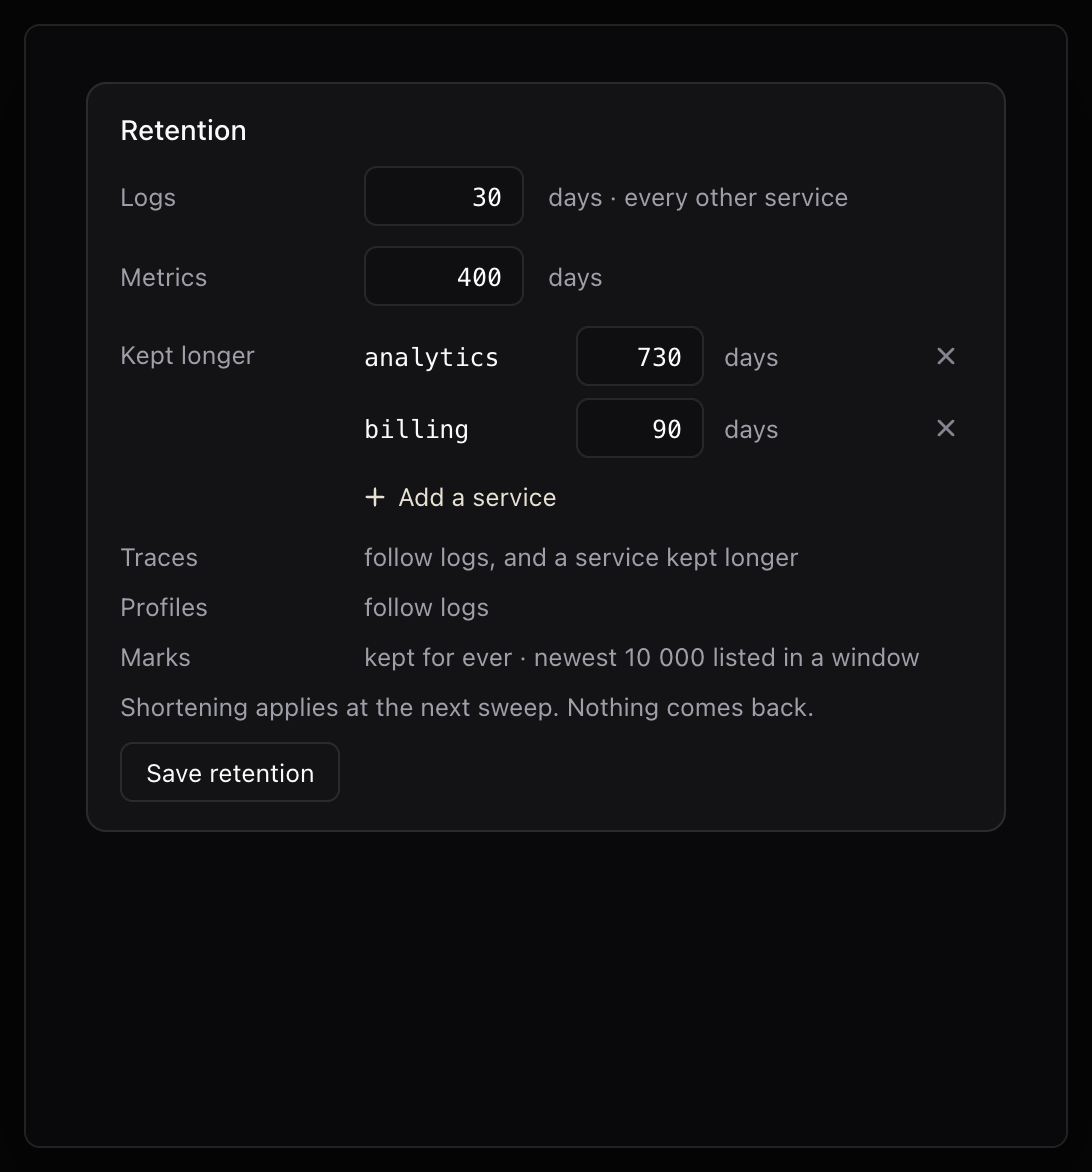 Retention
Logs 30 days · every other service
Metrics 400 days
Kept longer analytics 730 days ×
billing 90 days ×
+ Add a service
Traces follow logs, and a service kept longer
Profiles follow logs
Marks kept for ever · newest 10 000 listed in a window
Shortening applies at the next sweep. Nothing comes back.
Save retention